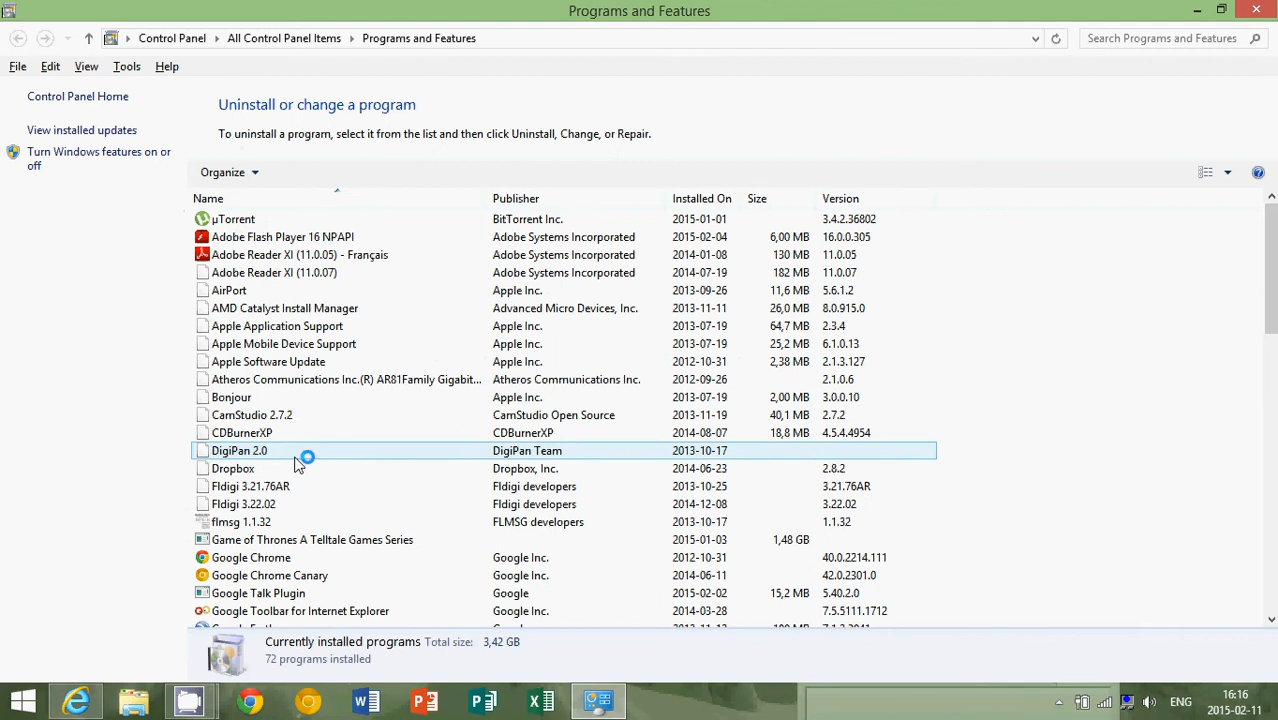 Programs and Features
Control Panel All Control Panel Items Programs and Features Search Programs and Features
File Edit View Tools Help
Control Panel Home
View installed updates
Turn Windows features on or off
Uninstall or change a program
To uninstall a program, select it from the list and then click Uninstall, Change, or Repair.
Organize
Name Publisher Installed On Size Version
µTorrent BitTorrent Inc. 2015-01-01 3.4.2.36802
Adobe Flash Player 16 NPAPI Adobe Systems Incorporated 2015-02-04 6,00 MB 16.0.0.305
Adobe Reader XI (11.0.05) - Français Adobe Systems Incorporated 2014-01-08 130 MB 11.0.05
Adobe Reader XI (11.0.07) Adobe Systems Incorporated 2014-07-19 182 MB 11.0.07
AirPort Apple Inc. 2013-09-26 11,6 MB 5.6.1.2
AMD Catalyst Install Manager Advanced Micro Devices, Inc. 2013-11-11 26,0 MB 8.0.915.0
Apple Application Support Apple Inc. 2013-07-19 64,7 MB 2.3.4
Apple Mobile Device Support Apple Inc. 2013-07-19 25,2 MB 6.1.0.13
Apple Software Update Apple Inc. 2012-10-31 2,38 MB 2.1.3.127
Atheros Communications Inc.(R) AR81Family Gigabit... Atheros Communications Inc. 2012-09-26 2.1.0.6
Bonjour Apple Inc. 2013-07-19 2,00 MB 3.0.0.10
CamStudio 2.7.2 CamStudio Open Source 2013-11-19 40,1 MB 2.7.2
CDBurnerXP CDBurnerXP 2014-08-07 18,8 MB 4.5.4.4954
DigiPan 2.0 DigiPan Team 2013-10-17
Dropbox Dropbox, Inc. 2014-06-23 2.8.2
Fldigi 3.21.76AR Fldigi developers 2013-10-25 3.21.76AR
Fldigi 3.22.02 Fldigi developers 2014-12-08 3.22.02
flmsg 1.1.32 FLMSG developers 2013-10-17 1.1.32
Game of Thrones A Telltale Games Series 2015-01-03 1,48 GB
Google Chrome Google Inc. 2012-10-31 40.0.2214.111
Google Chrome Canary Google Inc. 2014-06-11 42.0.2301.0
Google Talk Plugin Google 2015-02-02 15,2 MB 5.40.2.0
Google Toolbar for Internet Explorer Google Inc. 2014-03-28 7.5.5111.1712
Currently installed programs Total size: 3,42 GB
72 programs installed
ENG
16:16
2015-02-11